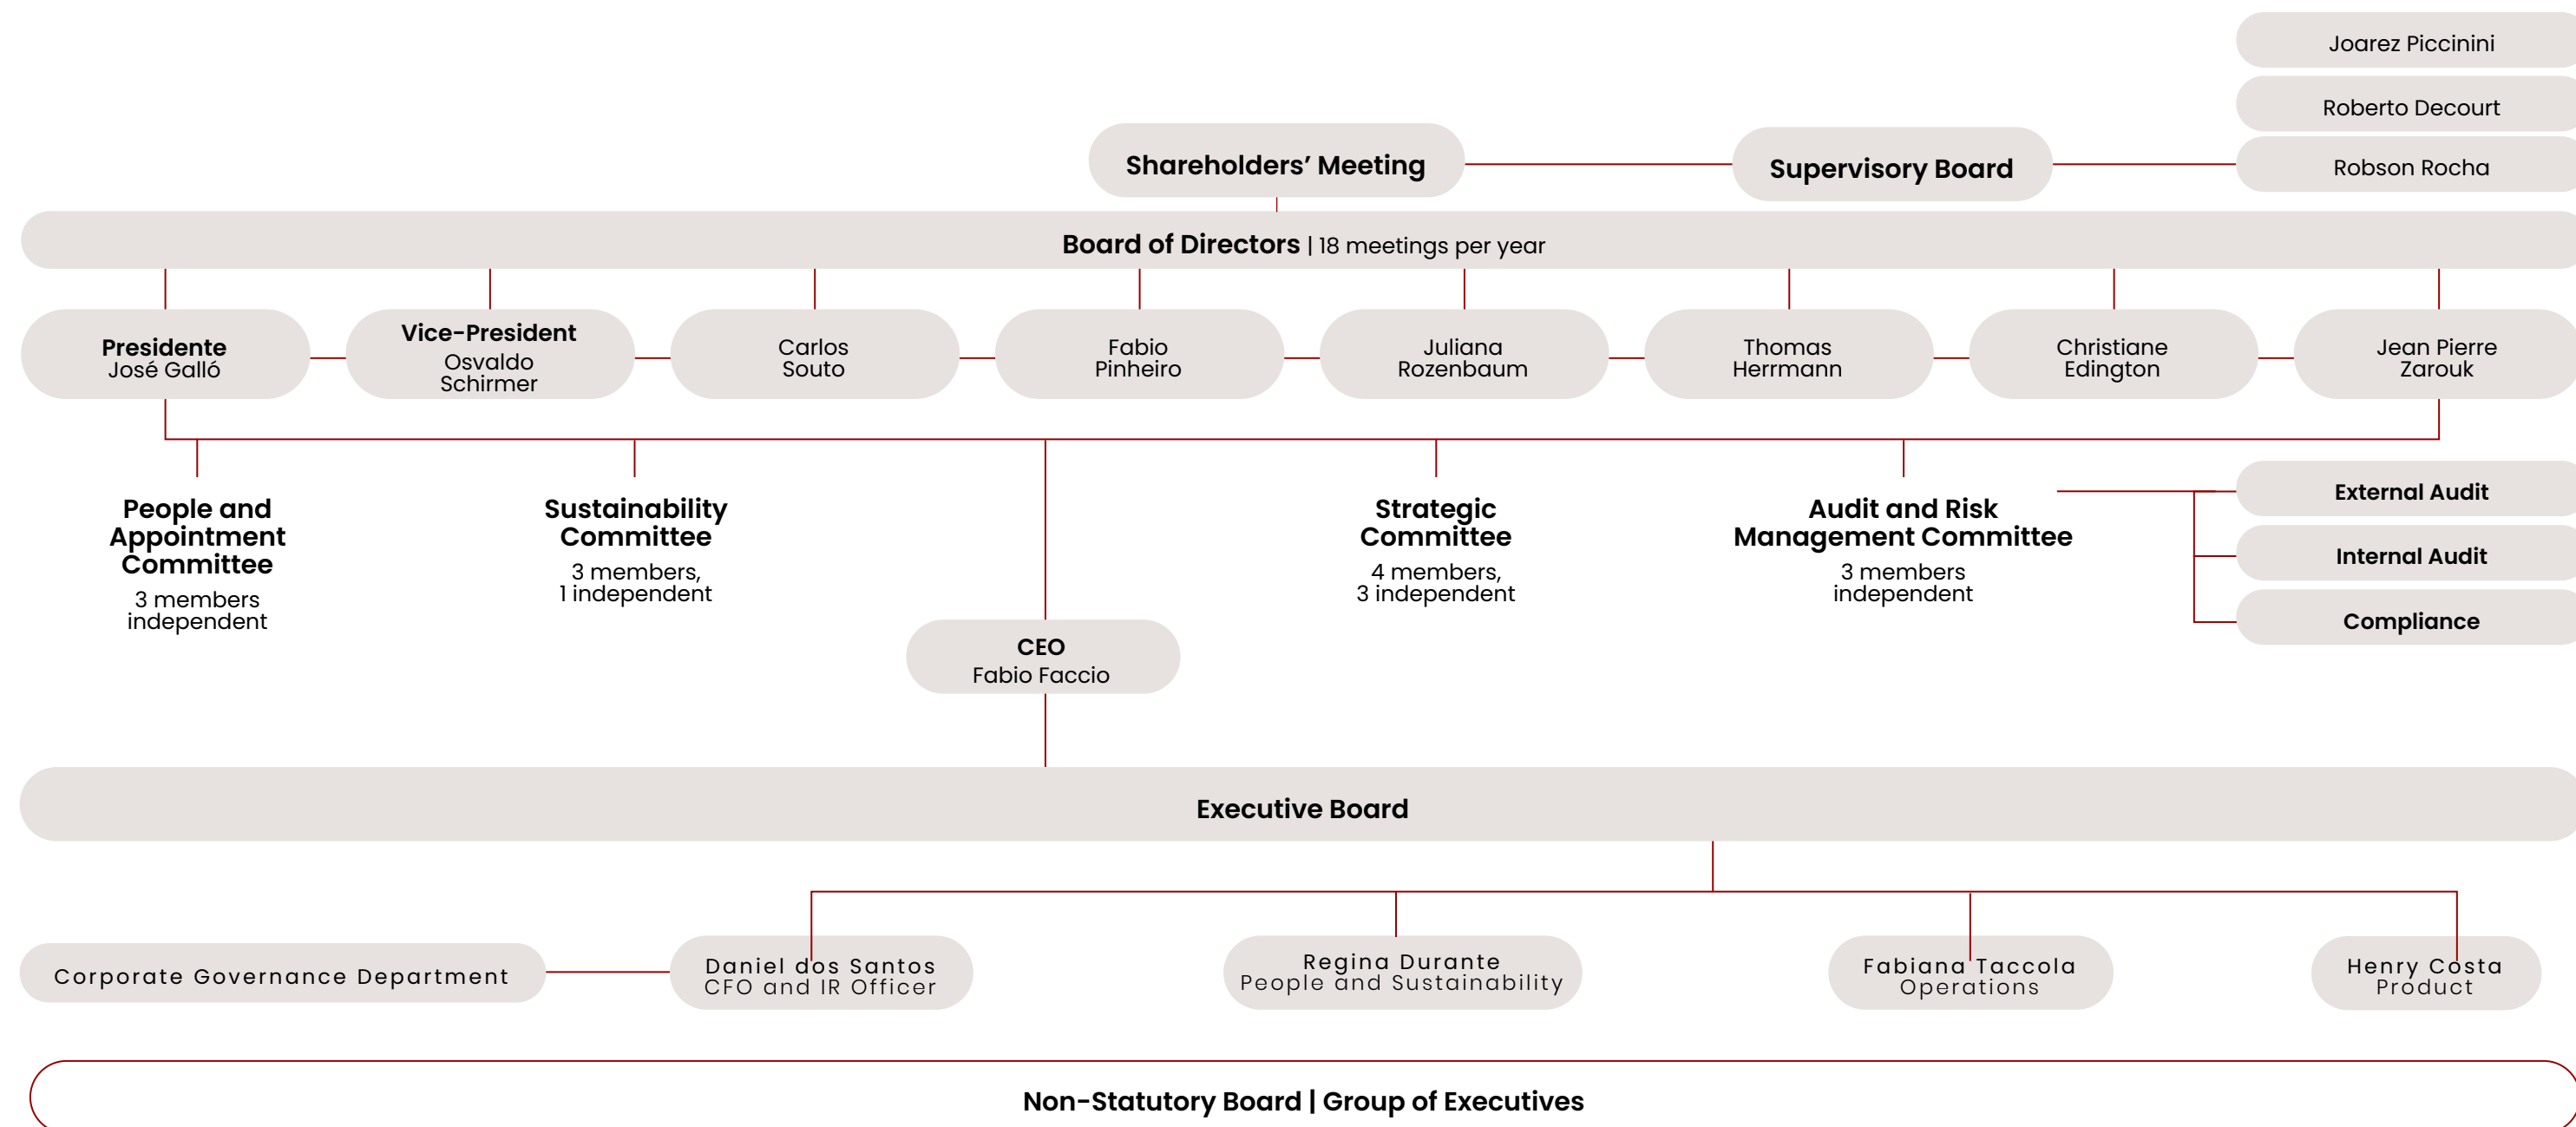 Joarez Piccinini
Roberto Decourt
Shareholders’ Meeting
Supervisory Board
Robson Rocha
Board of Directors | 18 meetings per year
Presidente
José Galló
Vice-President
Osvaldo
Schirmer
Carlos
Souto
Fabio
Pinheiro
Juliana
Rozenbaum
Thomas
Herrmann
Christiane
Edington
Jean Pierre
Zarouk
People and
Appointment
Committee
3 members
independent
Sustainability
Committee
3 members,
1 independent
Strategic
Committee
4 members,
3 independent
Audit and Risk
Management Committee
3 members
independent
External Audit
Internal Audit
Compliance
CEO
Fabio Faccio
Executive Board
Corporate Governance Department
Daniel dos Santos
CFO and IR Officer
Regina Durante
People and Sustainability
Fabiana Taccola
Operations
Henry Costa
Product
Non-Statutory Board | Group of Executives